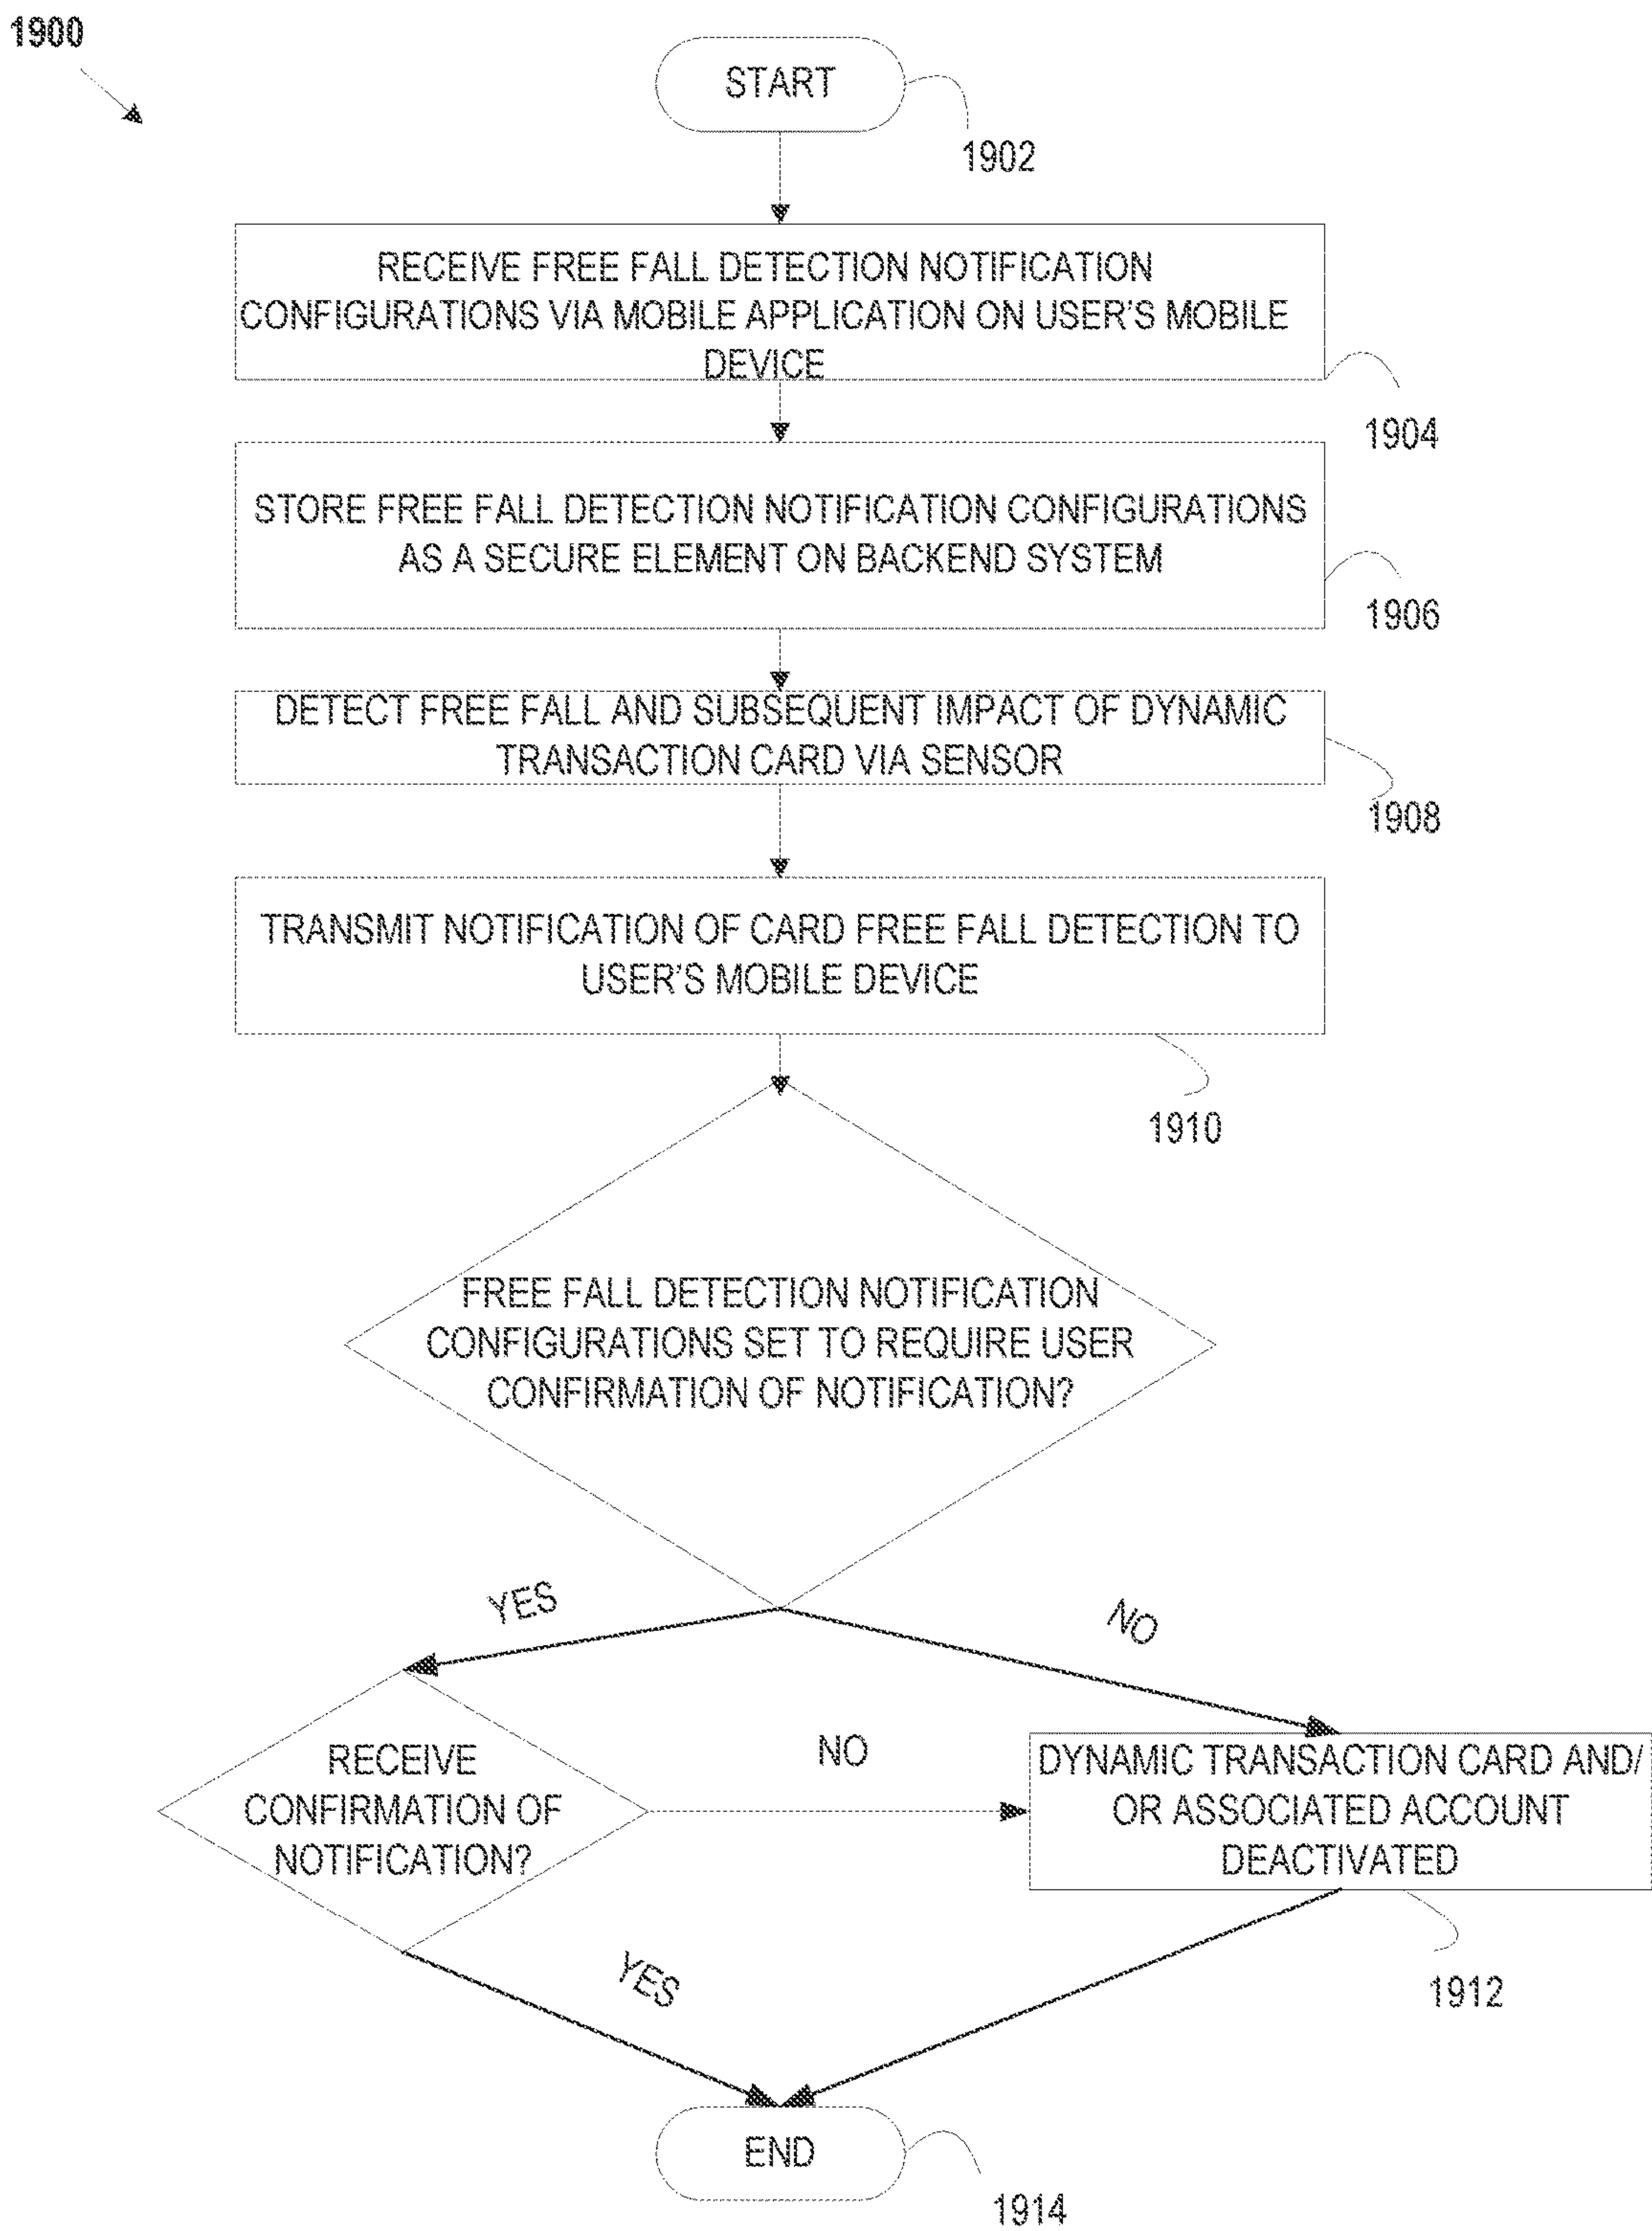 1900
START
1902
RECEIVE FREE FALL DETECTION NOTIFICATION
CONFIGURATIONS VIA MOBILE APPLICATION ON USER'S MOBILE
DEVICE
1904
STORE FREE FALL DETECTION NOTIFICATION CONFIGURATIONS
AS A SECURE ELEMENT ON BACKEND SYSTEM
1906
DETECT FREE FALL AND SUBSEQUENT IMPACT OF DYNAMIC
TRANSACTION CARD VIA SENSOR
1908
TRANSMIT NOTIFICATION OF CARD FREE FALL DETECTION TO
USER'S MOBILE DEVICE
1910
FREE FALL DETECTION NOTIFICATION
CONFIGURATIONS SET TO REQUIRE USER
CONFIRMATION OF NOTIFICATION?
YES
NO
RECEIVE
CONFIRMATION OF
NOTIFICATION?
NO
DYNAMIC TRANSACTION CARD AND/
OR ASSOCIATED ACCOUNT
DEACTIVATED
YES
1912
END
1914